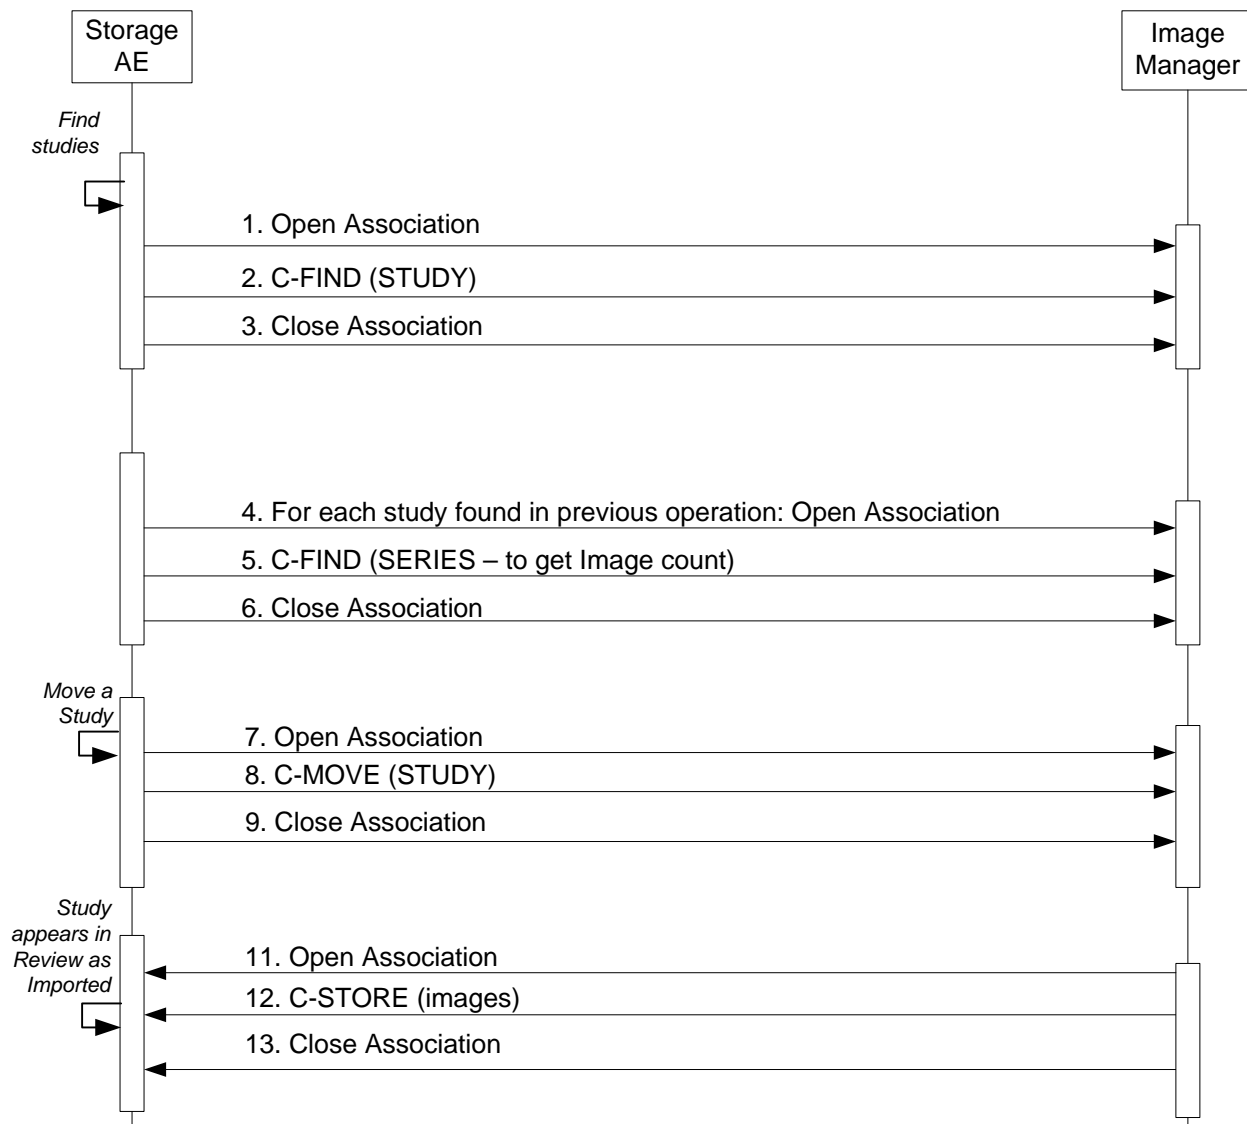 Storage
AE
Image
Manager
Find
studies
1. Open Association
2. C-FIND (STUDY)
3. Close Association
4. For each study found in previous operation: Open Association
5. C-FIND (SERIES – to get Image count)
6. Close Association
Move a
Study
7. Open Association
8. C-MOVE (STUDY)
9. Close Association
Study
appears in
Review as
Imported
11. Open Association
12. C-STORE (images)
13. Close Association